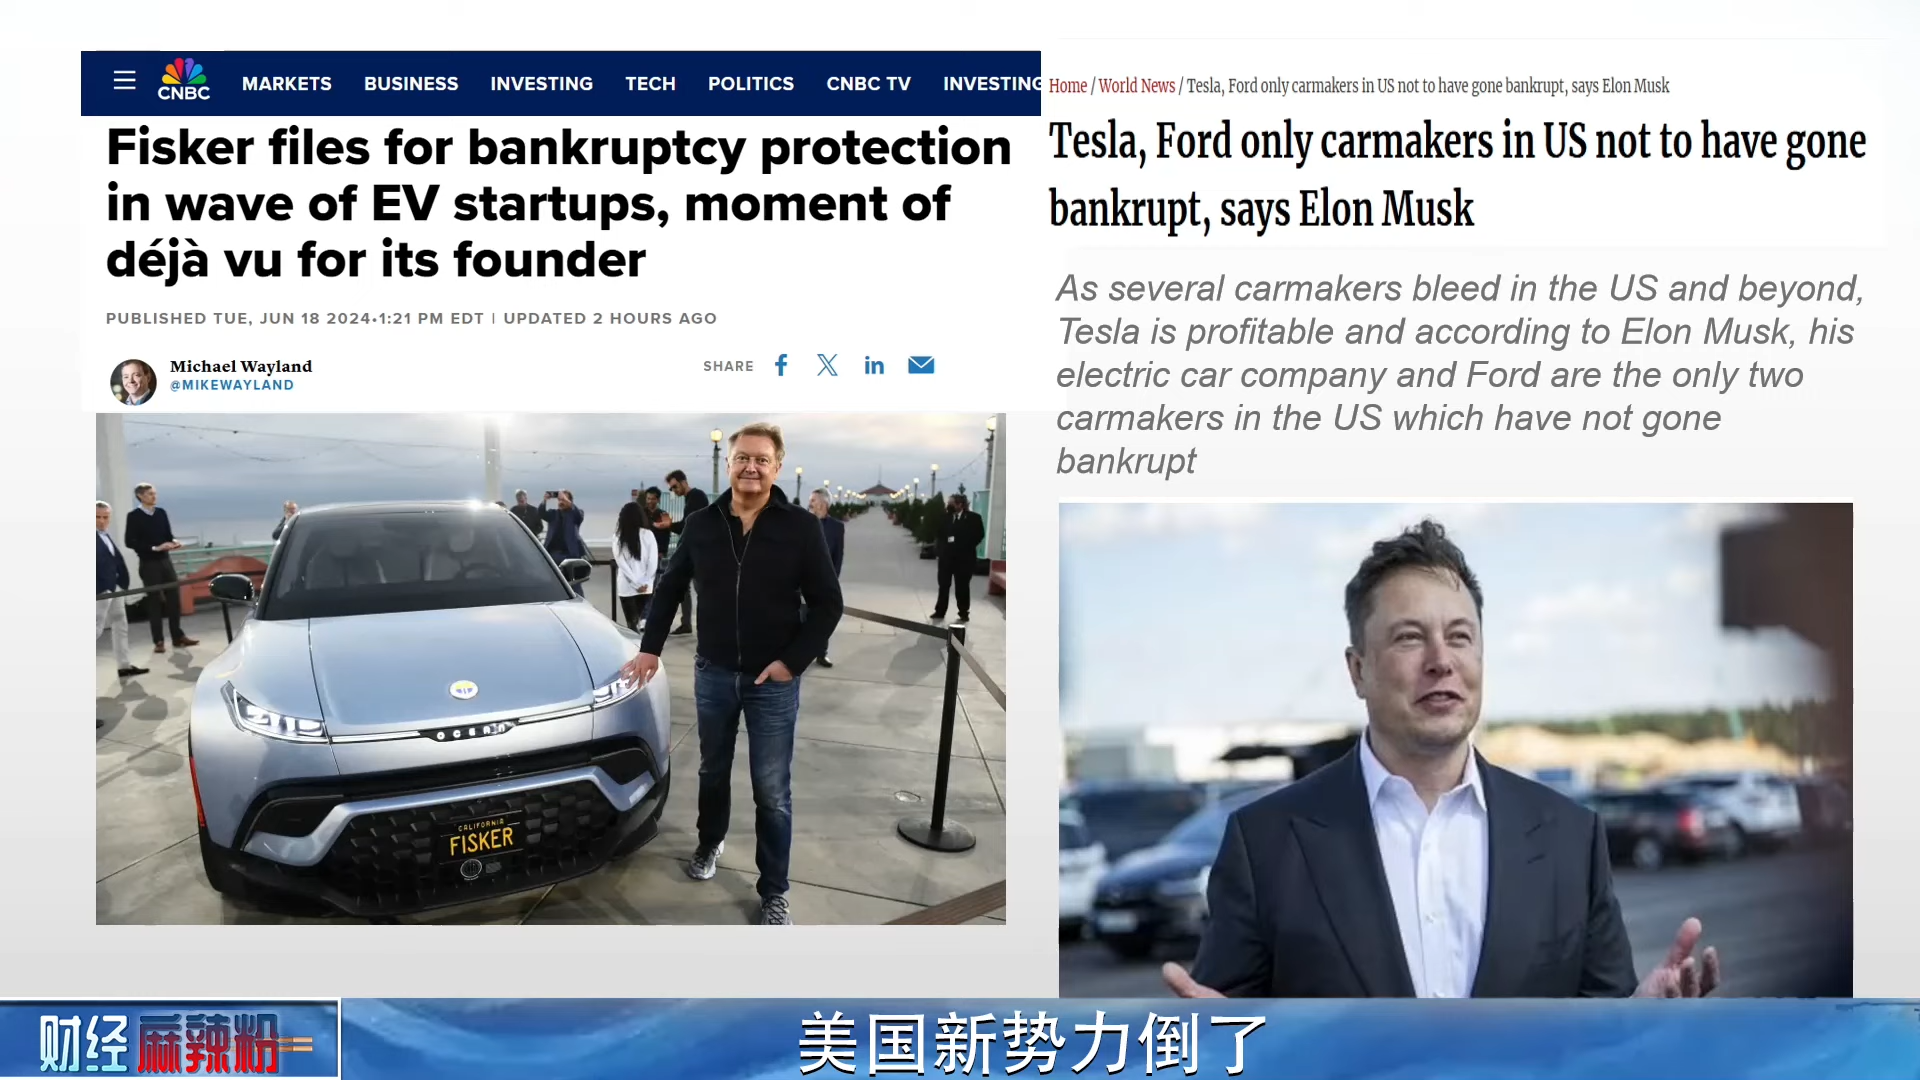 CNBC MARKETS BUSINESS INVESTING TECH POLITICS CNBC TV INVESTING
Fisker files for bankruptcy protection
in wave of EV startups, moment of
déjà vu for its founder
PUBLISHED TUE, JUN 18 2024•1:21 PM EDT | UPDATED 2 HOURS AGO
Michael Wayland
@MIKEWAYLAND
SHARE f X in
OCEAN
CALIFORNIA
FISKER
Home / World News / Tesla, Ford only carmakers in US not to have gone bankrupt, says Elon Musk
Tesla, Ford only carmakers in US not to have gone
bankrupt, says Elon Musk
As several carmakers bleed in the US and beyond,
Tesla is profitable and according to Elon Musk, his
electric car company and Ford are the only two
carmakers in the US which have not gone
bankrupt
财经麻辣粉
美国新势力倒了